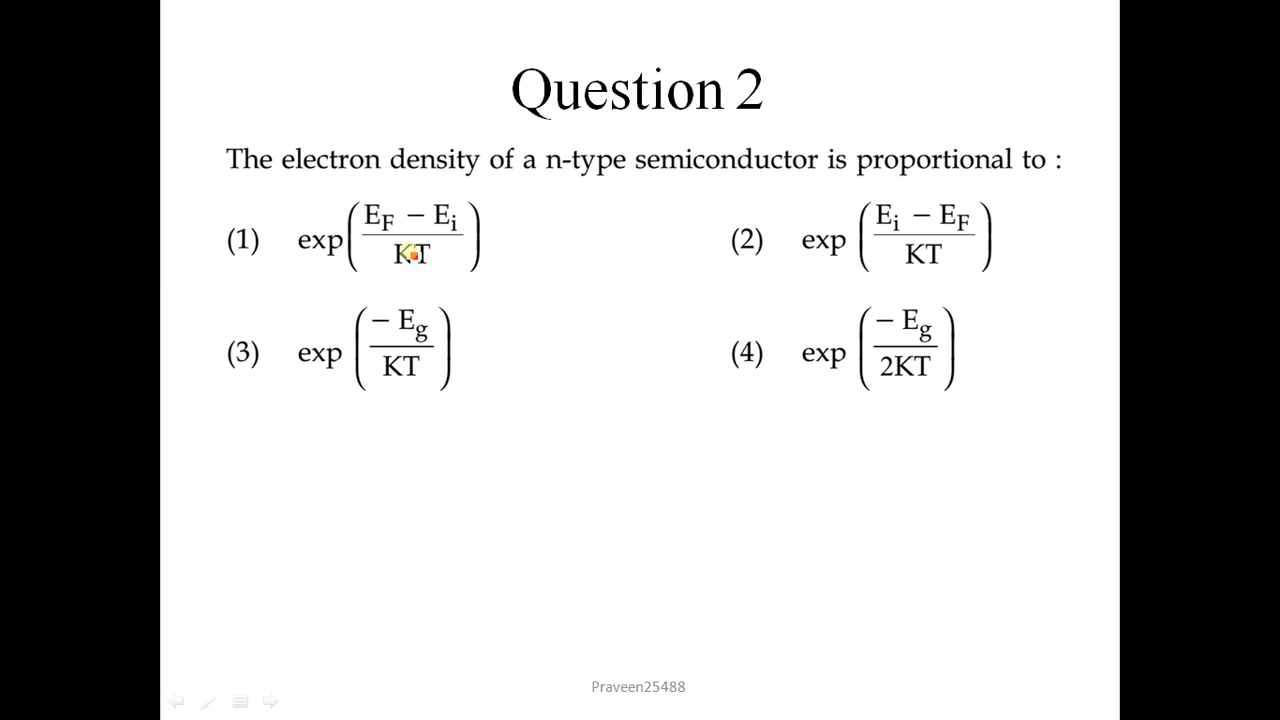 Question 2
The electron density of a n-type semiconductor is proportional to :
(1) exp(E_F − E_i / KT) (2) exp(E_i − E_F / KT)
(3) exp(− E_g / KT) (4) exp(− E_g / 2KT)
Praveen25488